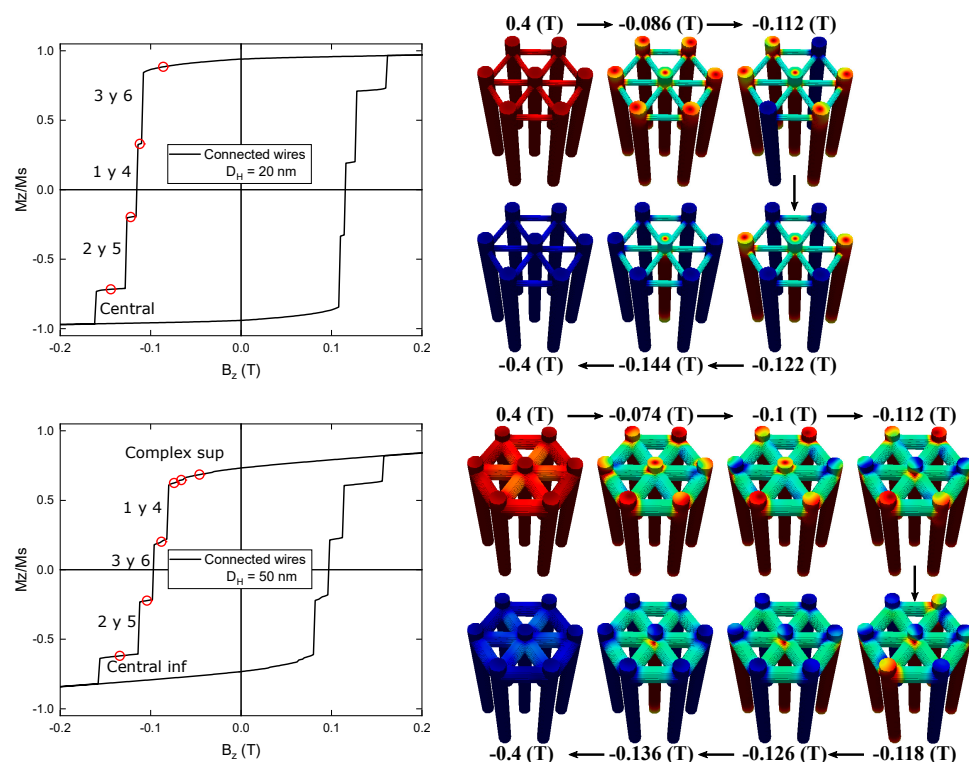 Mz/Ms
1.0
0.5
0.0
-0.5
-1.0
3 y 6
1 y 4
2 y 5
Central
Connected wires
D_H = 20 nm
-0.2 -0.1 0.0 0.1 0.2
B_z (T)
0.4 (T) -0.086 (T) -0.112 (T)
-0.4 (T) -0.144 (T) -0.122 (T)
Mz/Ms
1.0
0.5
0.0
-0.5
-1.0
Complex sup
1 y 4
3 y 6
2 y 5
Central inf
Connected wires
D_H = 50 nm
-0.2 -0.1 0.0 0.1 0.2
B_z (T)
0.4 (T) -0.074 (T) -0.1 (T) -0.112 (T)
-0.4 (T) -0.136 (T) -0.126 (T) -0.118 (T)